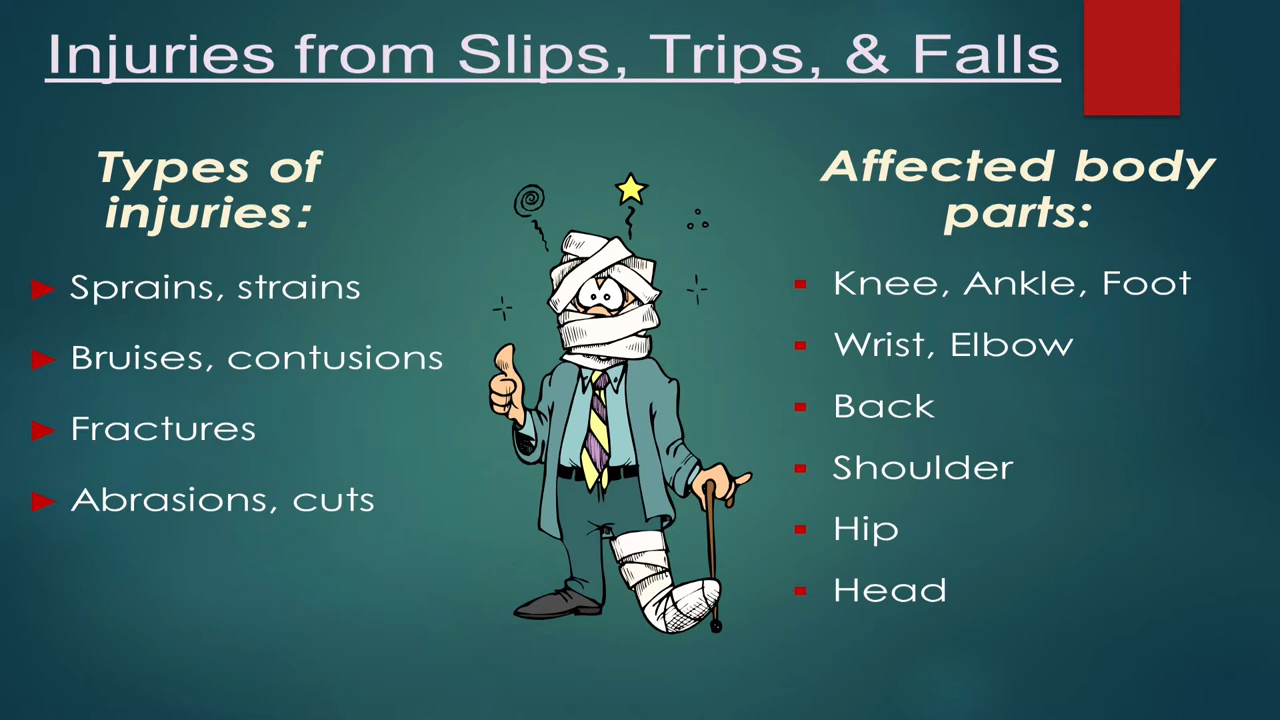 Injuries from Slips, Trips, & Falls
Types of
injuries:
Sprains, strains
Bruises, contusions
Fractures
Abrasions, cuts
Affected body
parts:
Knee, Ankle, Foot
Wrist, Elbow
Back
Shoulder
Hip
Head